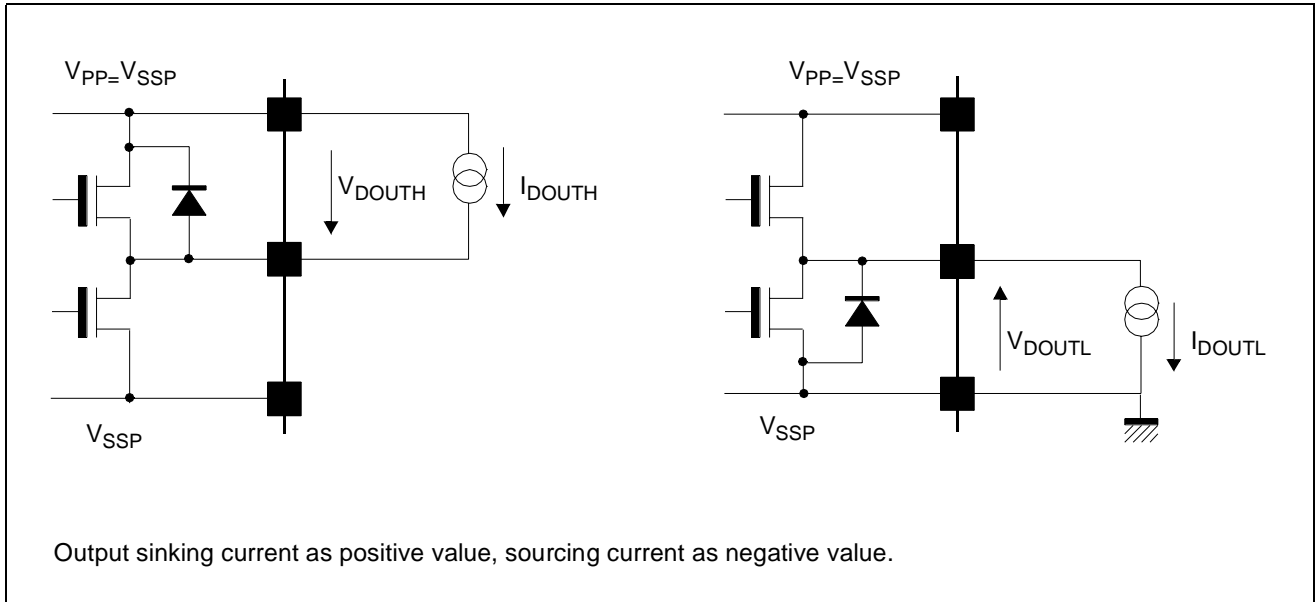 VPP=VSSP
VDOUTH
IDOUTH
VSSP
VPP=VSSP
VDOUTL
IDOUTL
VSSP
Output sinking current as positive value, sourcing current as negative value.